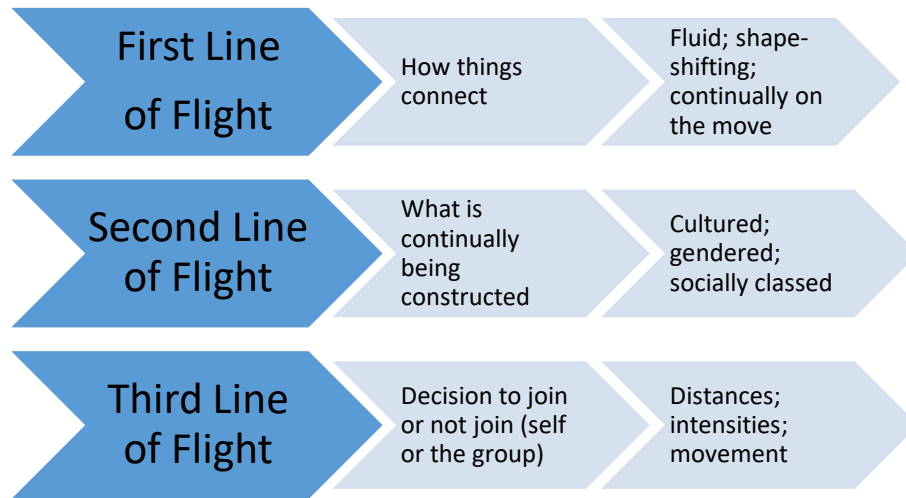 First Line
of Flight
How things
connect
Fluid; shape-
shifting;
continually on
the move
Second Line
of Flight
What is
continually
being
constructed
Cultured;
gendered;
socially classed
Third Line
of Flight
Decision to join
or not join (self
or the group)
Distances;
intensities;
movement